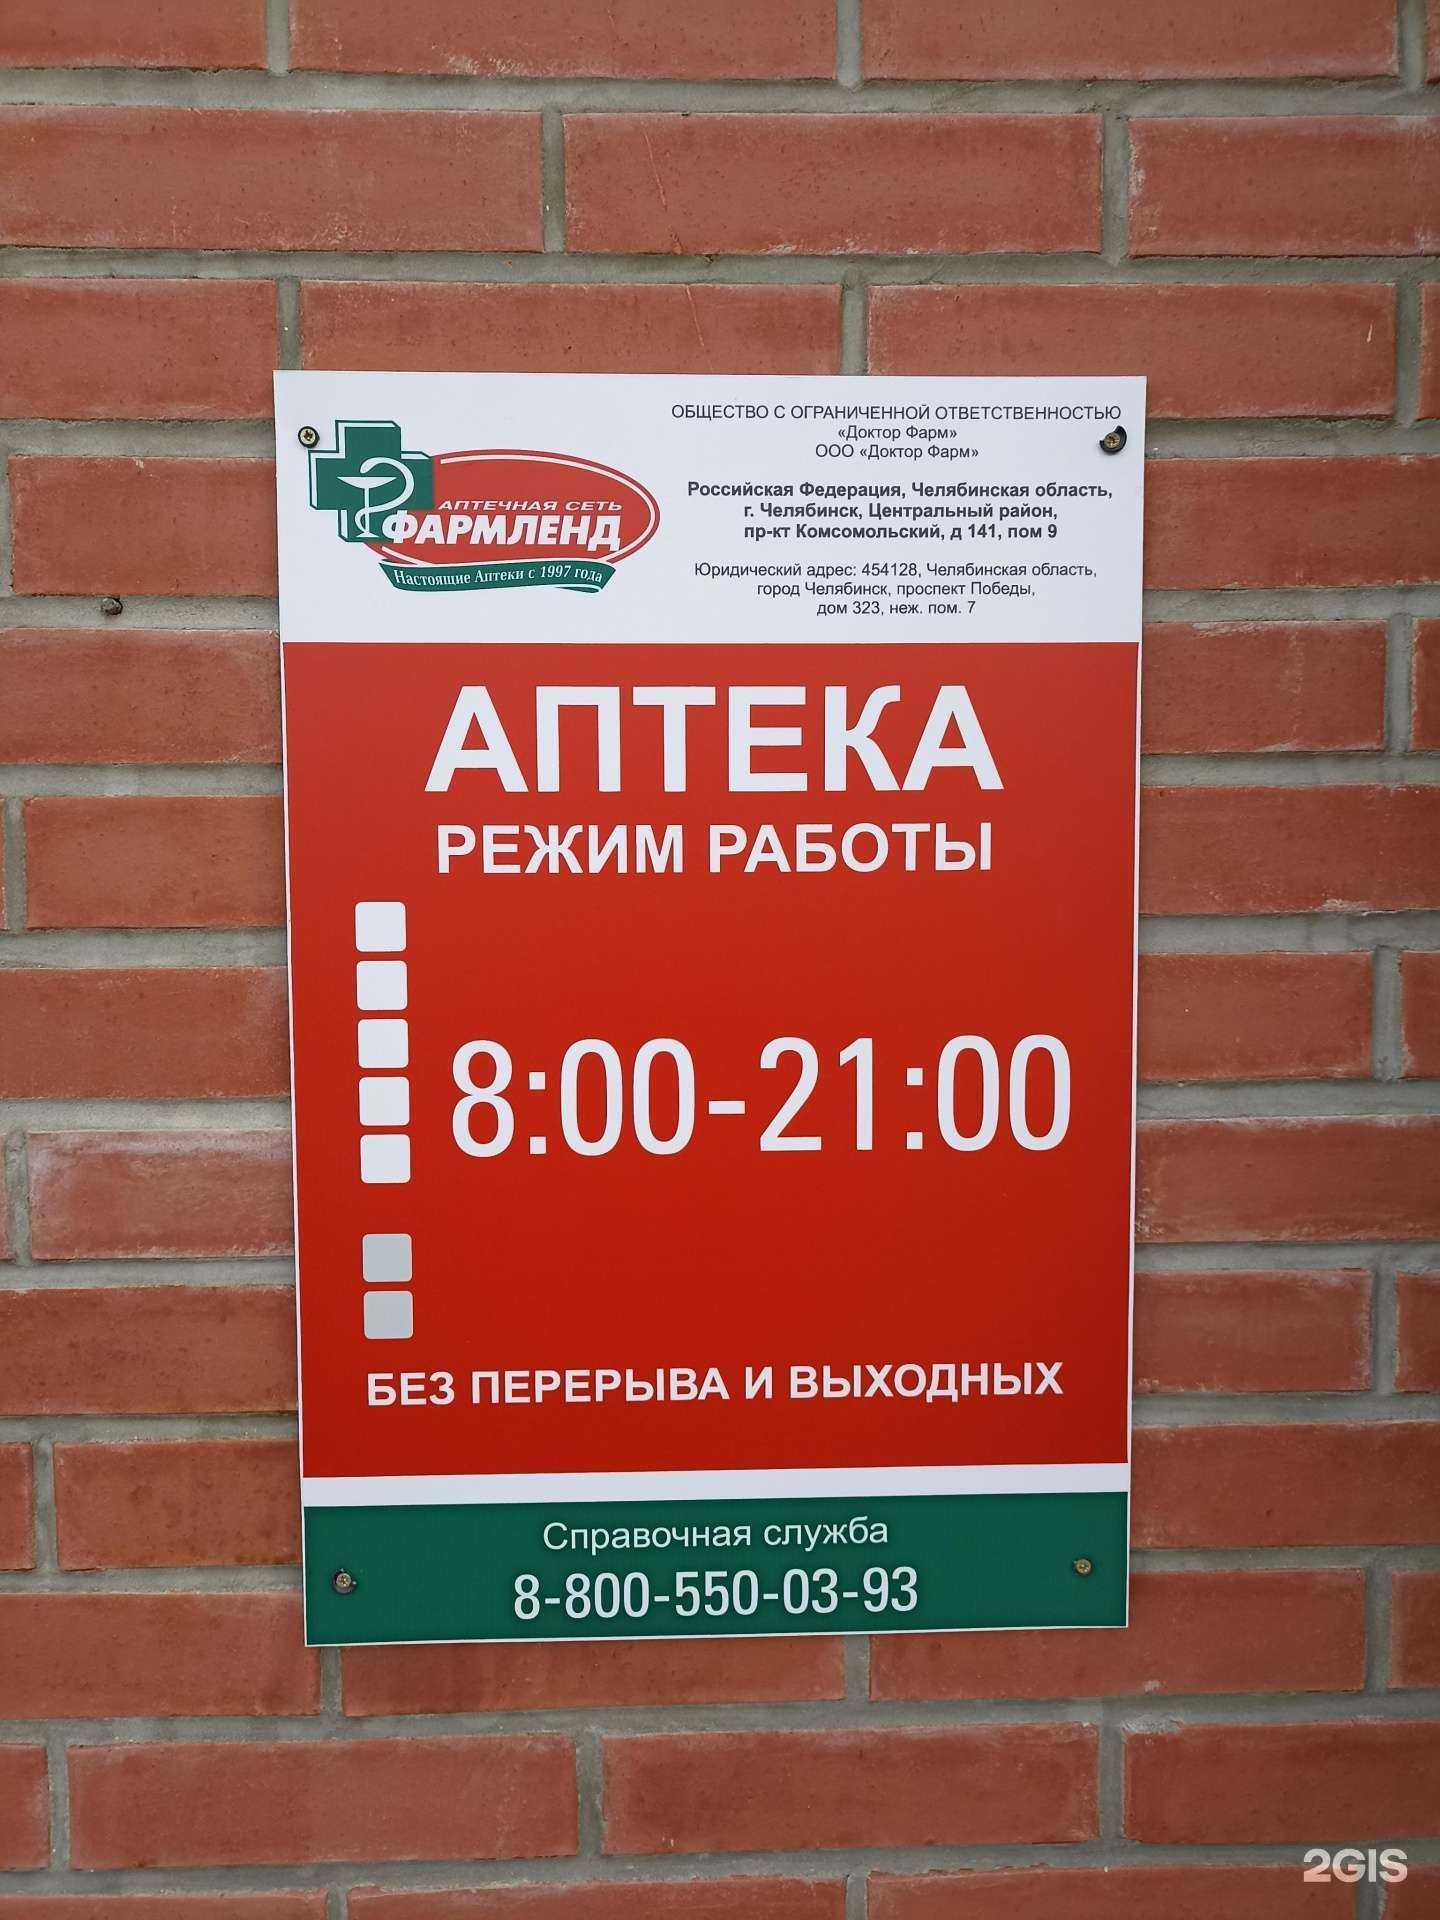 АПТЕЧНАЯ СЕТЬ
ФАРМЛЕНД
Настоящие Аптеки с 1997 года
ОБЩЕСТВО С ОГРАНИЧЕННОЙ ОТВЕТСТВЕННОСТЬЮ
«Доктор Фарм»
ООО «Доктор Фарм»
Российская Федерация, Челябинская область,
г. Челябинск, Центральный район,
пр-кт Комсомольский, д 141, пом 9
Юридический адрес: 454128, Челябинская область,
город Челябинск, проспект Победы,
дом 323, неж. пом. 7
АПТЕКА
РЕЖИМ РАБОТЫ
8:00-21:00
БЕЗ ПЕРЕРЫВА И ВЫХОДНЫХ
Справочная служба
8-800-550-03-93
2GIS